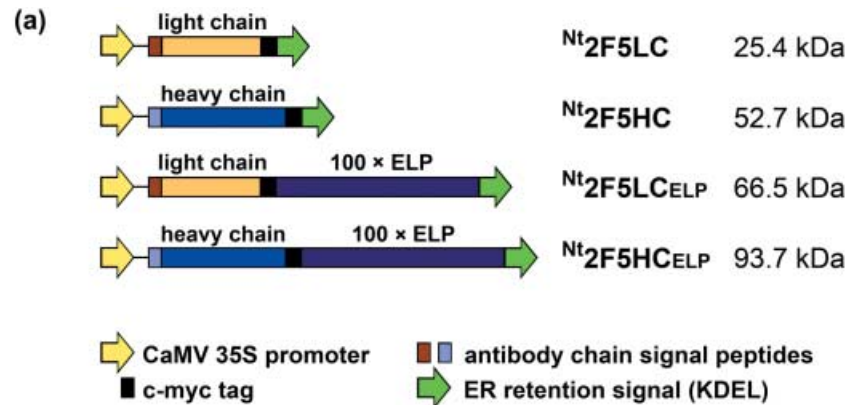 (a)
light chain
Nt2F5LC 25.4 kDa
heavy chain
Nt2F5HC 52.7 kDa
light chain 100 × ELP
Nt2F5LCELP 66.5 kDa
heavy chain 100 × ELP
Nt2F5HCELP 93.7 kDa
CaMV 35S promoter antibody chain signal peptides
c-myc tag ER retention signal (KDEL)